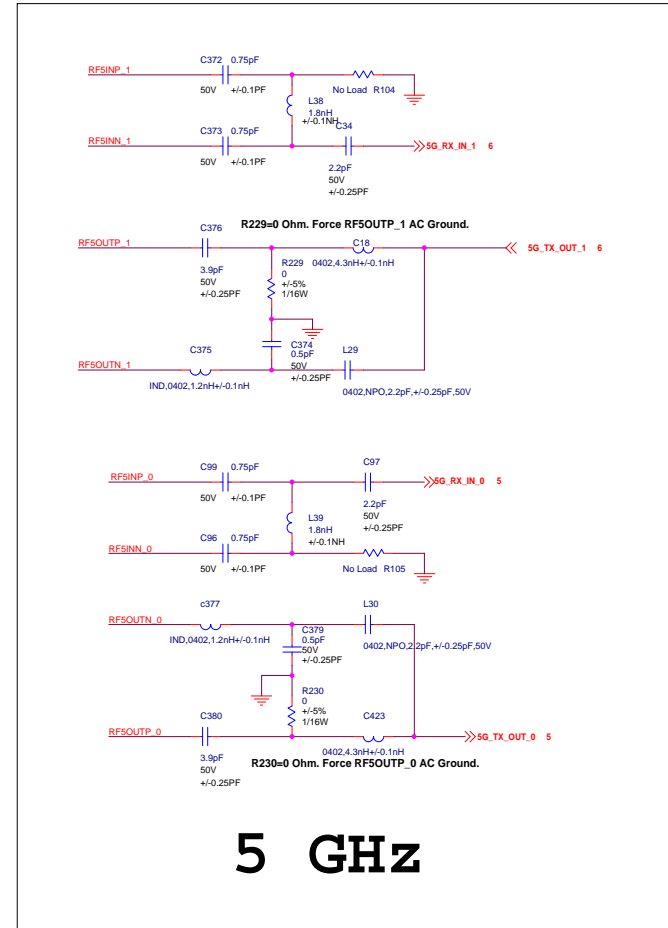 C372 0.75pF
RF5INP_1
50V +/-0.1PF
No Load R104
L38
1.8nH
+/-0.1NH
C373 0.75pF
C34
RF5INN_1
5G_RX_IN_1 6
50V +/-0.1PF
2.2pF
50V
+/-0.25PF
R229=0 Ohm. Force RF5OUTP_1 AC Ground.
C376
RF5OUTP_1
C18
5G_TX_OUT_1 6
3.9pF
50V
+/-0.25PF
R229
0
+/-5%
1/16W
0402,4.3nH+/-0.1nH
C375
C374
0.5pF
50V
+/-0.25PF
L29
RF5OUTN_1
IND,0402,1.2nH+/-0.1nH
0402,NPO,2.2pF,+/-0.25pF,50V
C99 0.75pF
C97
RF5INP_0
5G_RX_IN_0 5
50V +/-0.1PF
2.2pF
50V
+/-0.25PF
L39
1.8nH
+/-0.1NH
C96 0.75pF
RF5INN_0
50V +/-0.1PF
No Load R105
c377
L30
RF5OUTN_0
IND,0402,1.2nH+/-0.1nH
C379
0.5pF
50V
+/-0.25PF
0402,NPO,2.2pF,+/-0.25pF,50V
R230
0
+/-5%
1/16W
C380
C423
RF5OUTP_0
5G_TX_OUT_0 5
3.9pF
50V
+/-0.25PF
0402,4.3nH+/-0.1nH
R230=0 Ohm. Force RF5OUTP_0 AC Ground.
5 GHz